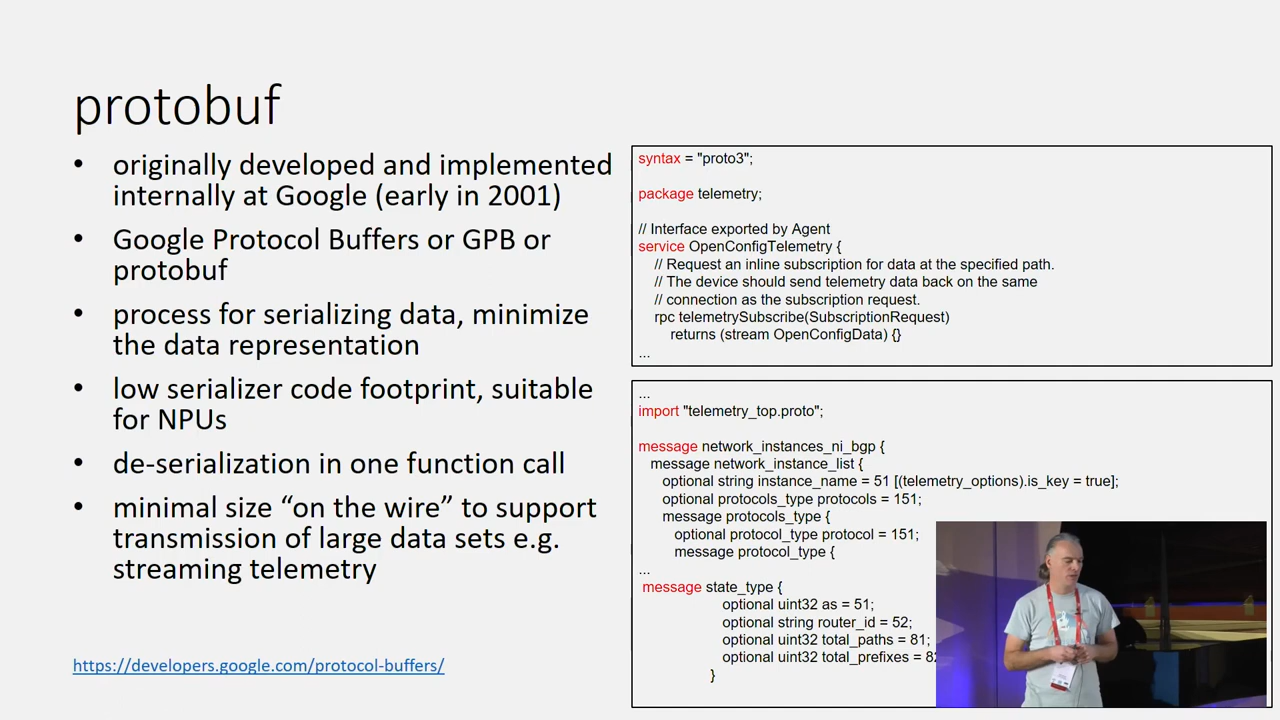 protobuf
• originally developed and implemented
internally at Google (early in 2001)
• Google Protocol Buffers or GPB or
protobuf
• process for serializing data, minimize
the data representation
• low serializer code footprint, suitable
for NPUs
• de-serialization in one function call
• minimal size “on the wire” to support
transmission of large data sets e.g.
streaming telemetry
https://developers.google.com/protocol-buffers/
syntax = "proto3";
package telemetry;
// Interface exported by Agent
service OpenConfigTelemetry {
// Request an inline subscription for data at the specified path.
// The device should send telemetry data back on the same
// connection as the subscription request.
rpc telemetrySubscribe(SubscriptionRequest)
returns (stream OpenConfigData) {}
...
...
import "telemetry_top.proto";
message network_instances_ni_bgp {
message network_instance_list {
optional string instance_name = 51 [(telemetry_options).is_key = true];
optional protocols_type protocols = 151;
message protocols_type {
optional protocol_type protocol = 151;
message protocol_type {
...
message state_type {
optional uint32 as = 51;
optional string router_id = 52;
optional uint32 total_paths = 81;
optional uint32 total_prefixes = 82
}